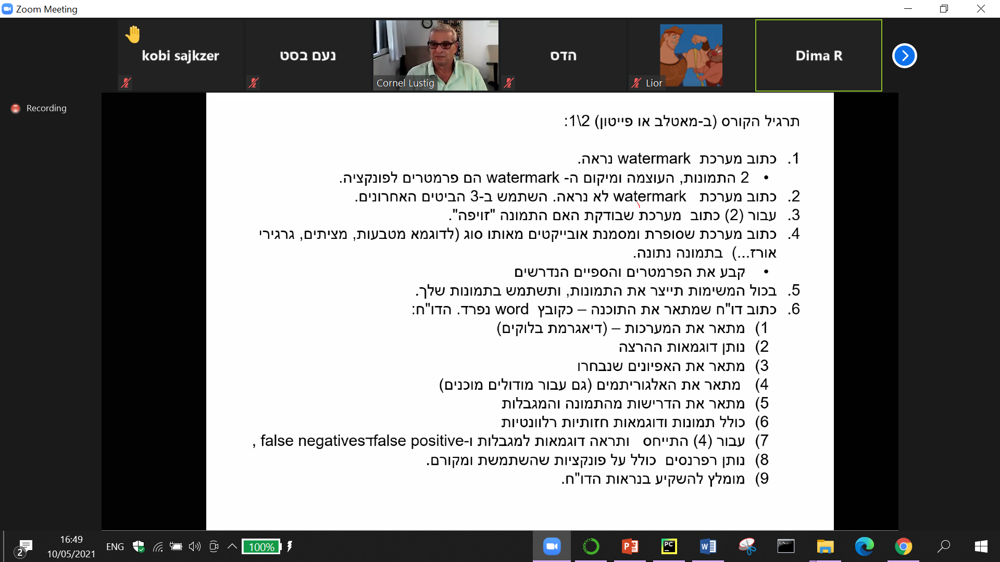 Zoom Meeting
kobi sajkzer
נעם בסט
Cornel Lustig
הדס
Lior
Dima R
Recording
תרגיל הקורס (ב-מאטלב או פייטון) 2\1:
1. כתוב מערכת watermark נראה.
• 2 התמונות, העוצמה ומיקום ה- watermark הם פרמטרים לפונקציה.
2. כתוב מערכת watermark לא נראה. השתמש ב-3 הביטים האחרונים.
3. עבור (2) כתוב מערכת שבודקת האם התמונה "זויפה".
4. כתוב מערכת שסופרת ומסמנת אובייקטים מאותו סוג (לדוגמא מטבעות, מציתים, גרגירי
אורז...) בתמונה נתונה.
• קבע את הפרמטרים והספיים הנדרשים
5. בכול המשימות תייצר את התמונות, ותשתמש בתמונות שלך.
6. כתוב דו"ח שמתאר את התוכנה – כקובץ word נפרד. הדו"ח:
1) מתאר את המערכות – (דיאגרמת בלוקים)
2) נותן דוגמאות ההרצה
3) מתאר את האפיונים שנבחרו
4) מתאר את האלגוריתמים (גם עבור מודולים מוכנים)
5) מתאר את הדרישות מהתמונה והמגבלות
6) כולל תמונות ודוגמאות חזותיות רלוונטיות
7) עבור (4) התייחס ותראה דוגמאות למגבלות ו-false positiveדfalse negatives ,
8) נותן רפרנסים כולל על פונקציות שהשתמשת ומקורם.
9) מומלץ להשקיע בנראות הדו"ח.
2
16:49
10/05/2021
ENG
100%